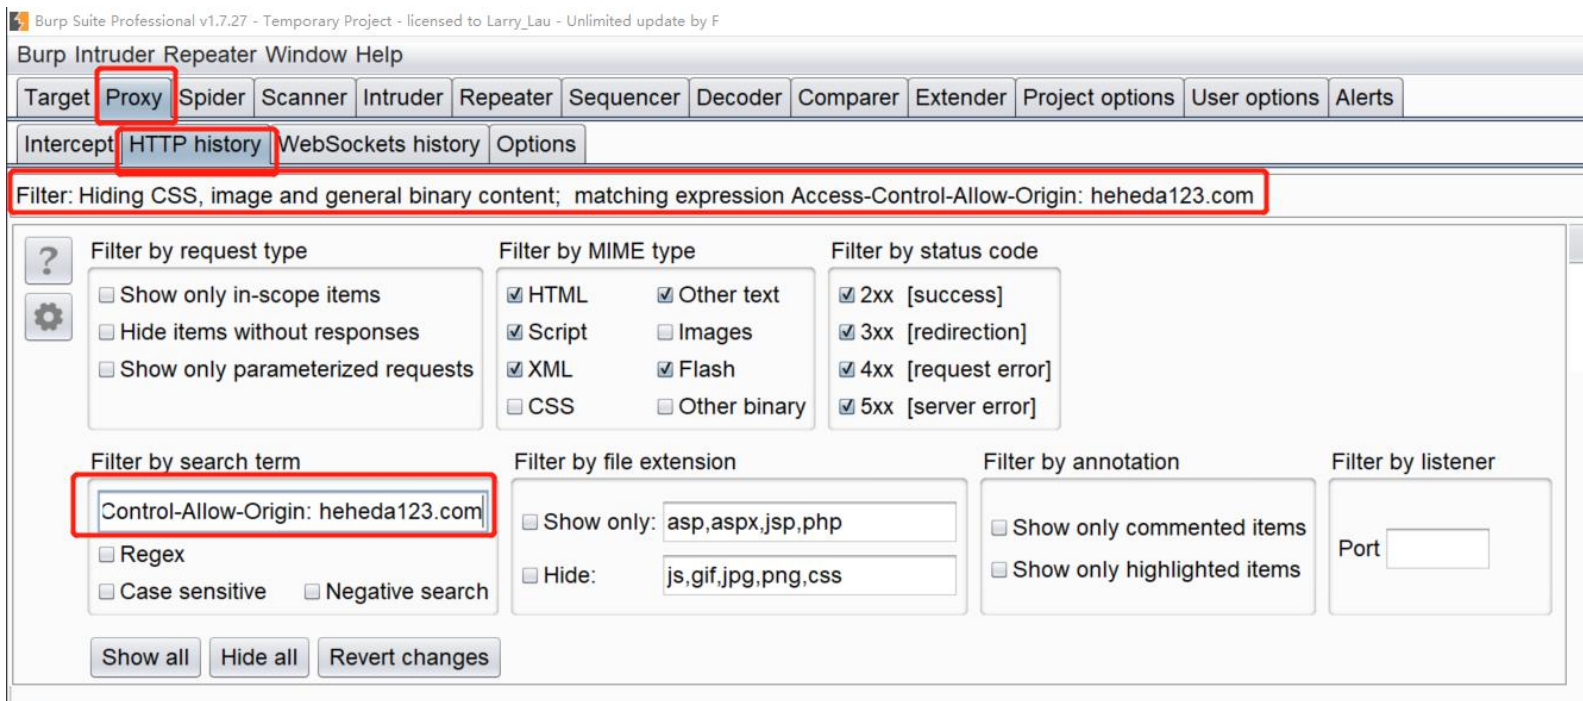 Burp Suite Professional v1.7.27 - Temporary Project - licensed to Larry_Lau - Unlimited update by F
Burp Intruder Repeater Window Help
Target Proxy Spider Scanner Intruder Repeater Sequencer Decoder Comparer Extender Project options User options Alerts
Intercept HTTP history WebSockets history Options
Filter: Hiding CSS, image and general binary content; matching expression Access-Control-Allow-Origin: heheda123.com
? Filter by request type Filter by MIME type Filter by status code
Show only in-scope items HTML Other text 2xx [success]
Hide items without responses Script Images 3xx [redirection]
Show only parameterized requests XML Flash 4xx [request error]
CSS Other binary 5xx [server error]
Filter by search term Filter by file extension Filter by annotation Filter by listener
Control-Allow-Origin: heheda123.com Show only: asp,aspx,jsp,php Show only commented items
Regex Port
Hide: js,gif,jpg,png,css Show only highlighted items
Case sensitive Negative search
Show all Hide all Revert changes